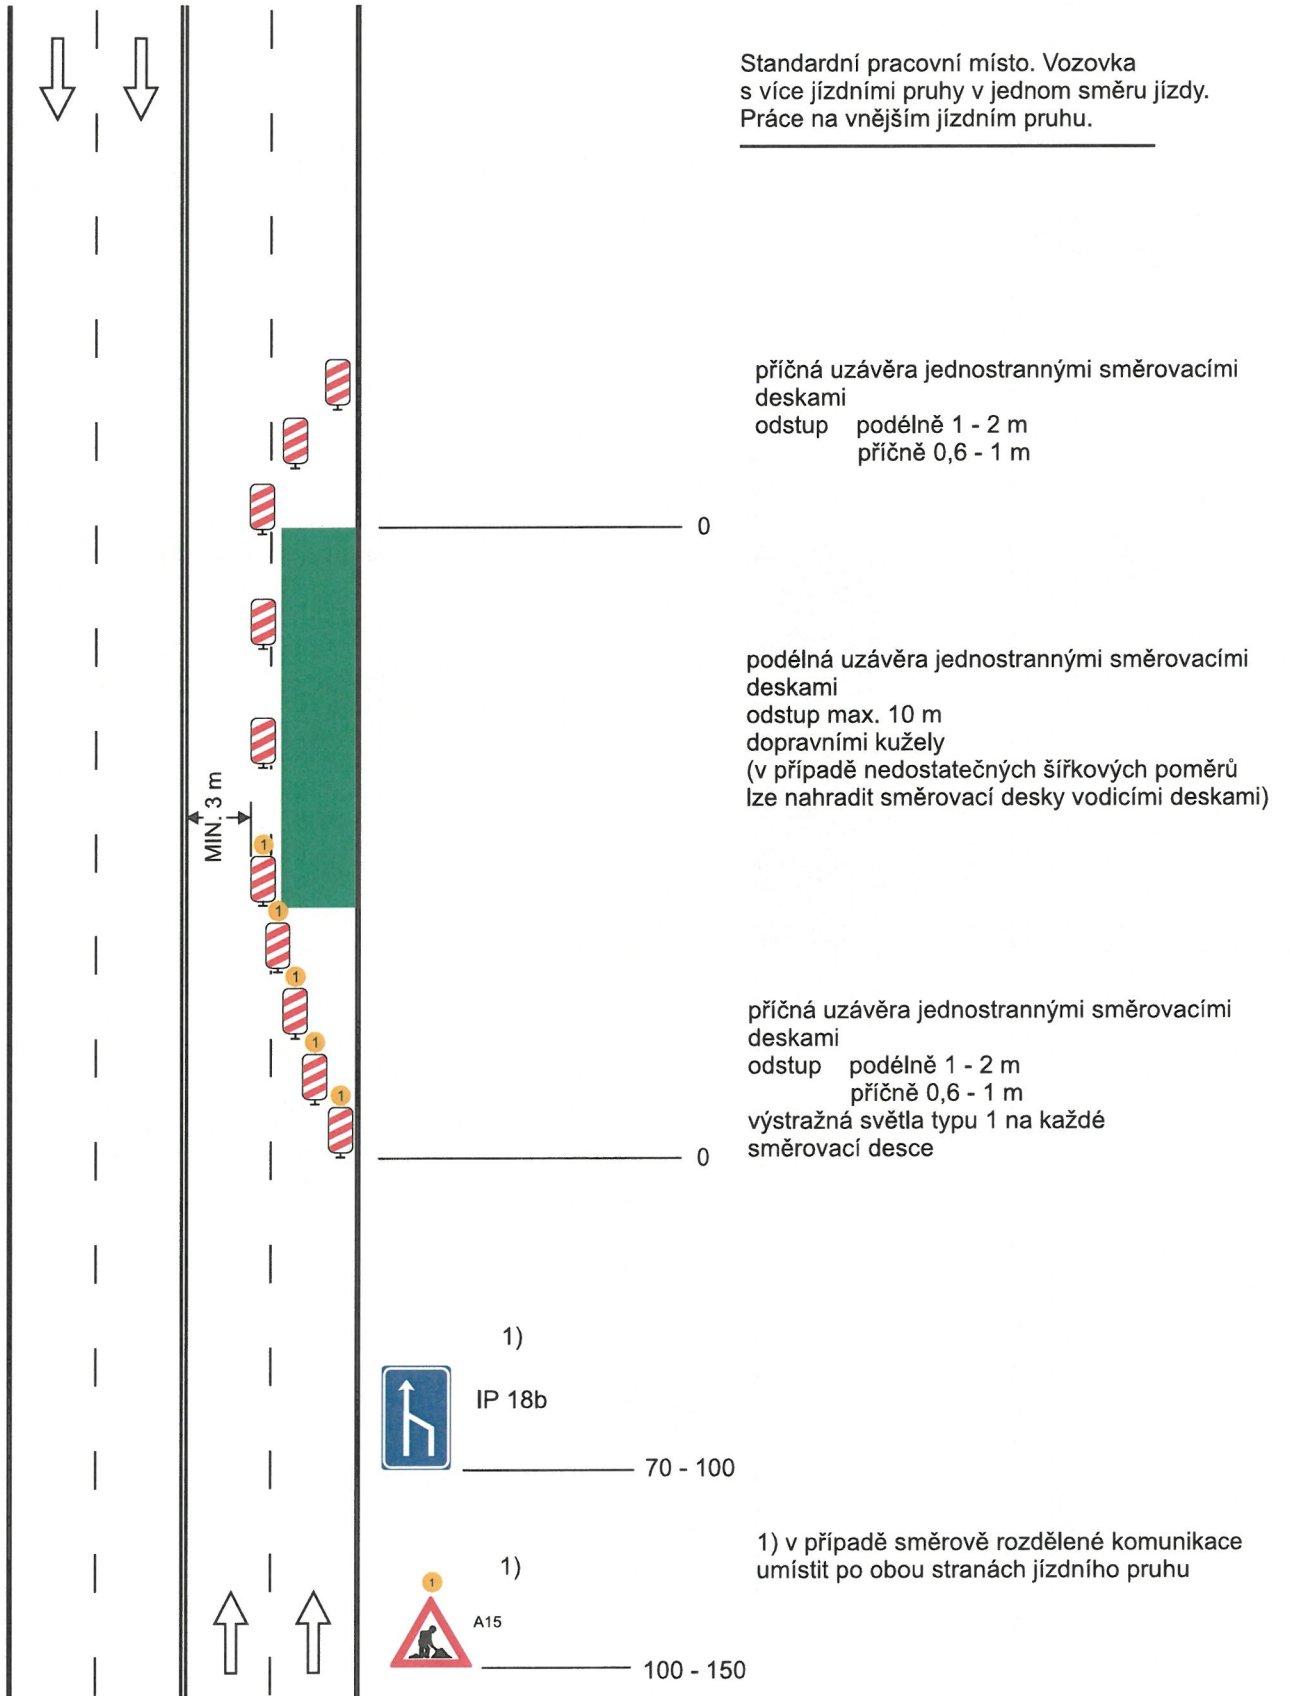 Standardní pracovní místo. Vozovka
s více jízdními pruhy v jednom směru jízdy.
Práce na vnějším jízdním pruhu.
příčná uzávěra jednostrannými směrovacími
deskami
odstup podélně 1 - 2 m
příčně 0,6 - 1 m
0
podélná uzávěra jednostrannými směrovacími
deskami
odstup max. 10 m
dopravními kužely
(v případě nedostatečných šířkových poměrů
lze nahradit směrovací desky vodicími deskami)
MIN. 3 m
1
1
1
1
1
příčná uzávěra jednostrannými směrovacími
deskami
odstup podélně 1 - 2 m
příčně 0,6 - 1 m
výstražná světla typu 1 na každé
směrovací desce
0
1)
IP 18b
70 - 100
1) v případě směrově rozdělené komunikace
umístit po obou stranách jízdního pruhu
1)
1
A15
100 - 150